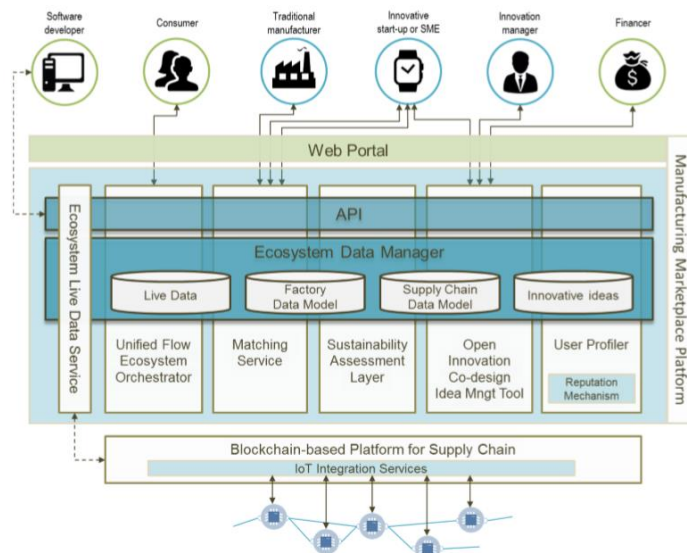 Software
developer
Consumer
Traditional
manufacturer
Innovative
start-up or SME
Innovation
manager
Financer
Web Portal
Manufacturing Marketplace Platform
Ecosystem Live Data Service
API
Ecosystem Data Manager
Live Data
Factory
Data Model
Supply Chain
Data Model
Innovative ideas
Unified Flow
Ecosystem
Orchestrator
Matching
Service
Sustainability
Assessment
Layer
Open
Innovation
Co-design
Idea Mngt Tool
User Profiler
Reputation
Mechanism
Blockchain-based Platform for Supply Chain
IoT Integration Services